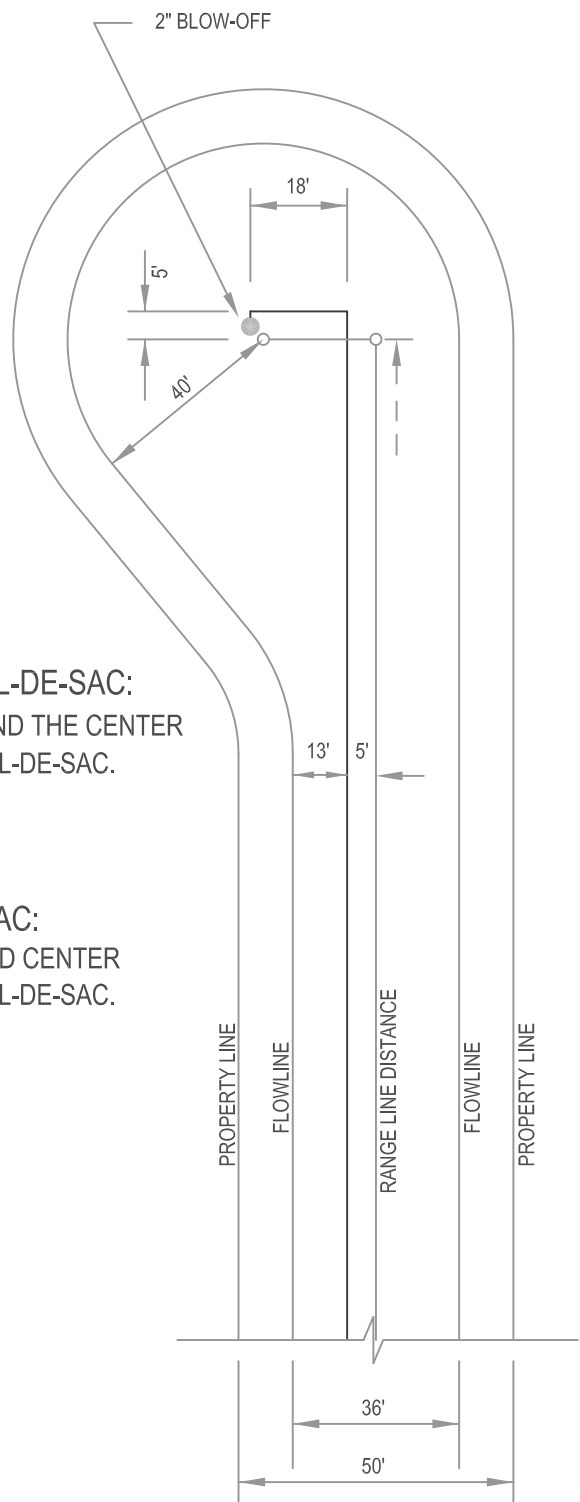 2" BLOW-OFF
18'
5'
40'
L-DE-SAC:
ND THE CENTER
L-DE-SAC.
13'
5'
AC:
D CENTER
L-DE-SAC.
PROPERTY LINE
FLOWLINE
RANGE LINE DISTANCE
FLOWLINE
PROPERTY LINE
36'
50'